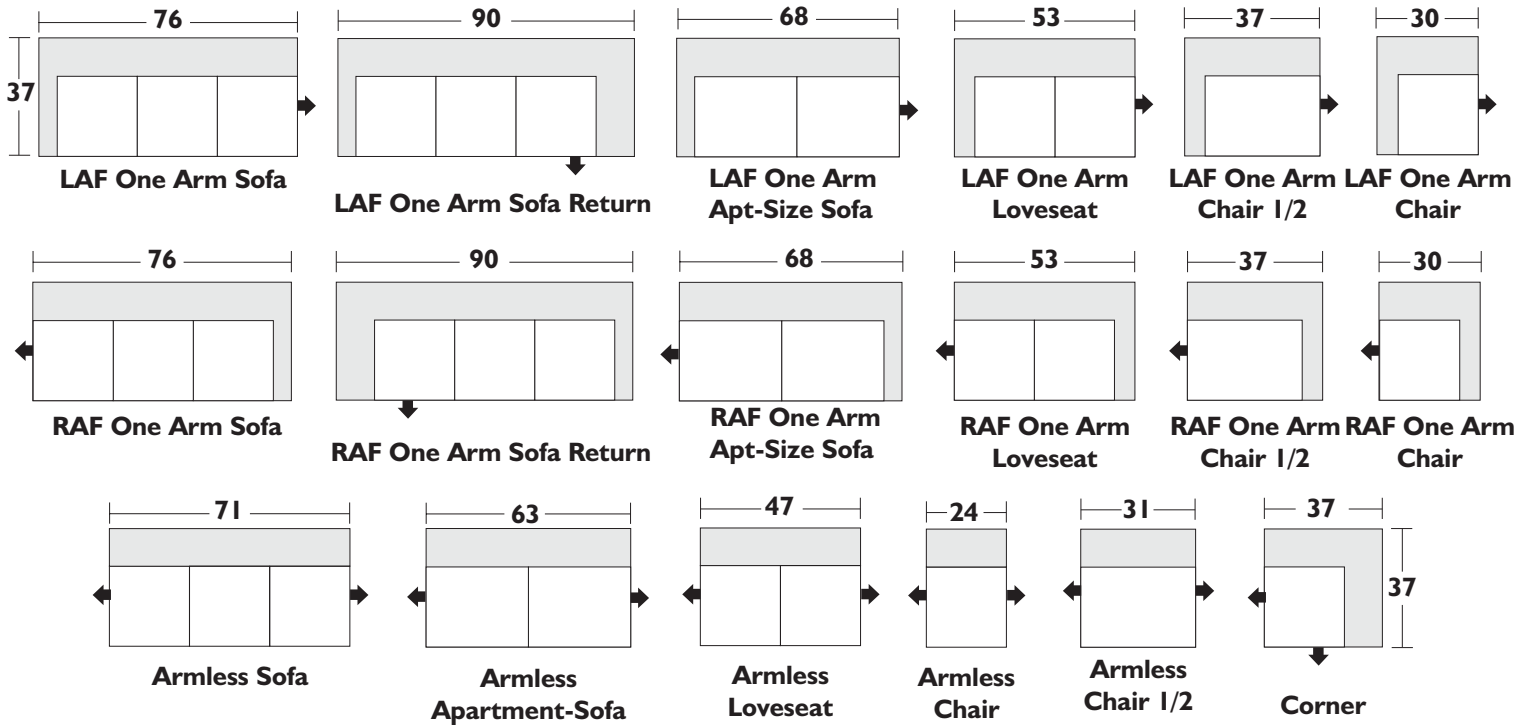 76 90 68 53 37 30
37
LAF One Arm Sofa
LAF One Arm Sofa Return
LAF One Arm
Apt-Size Sofa
LAF One Arm
Loveseat
LAF One Arm
Chair 1/2
LAF One Arm
Chair
76 90 68 53 37 30
RAF One Arm Sofa
RAF One Arm Sofa Return
RAF One Arm
Apt-Size Sofa
RAF One Arm
Loveseat
RAF One Arm
Chair 1/2
RAF One Arm
Chair
71 63 47 24 31 37
37
Armless Sofa
Armless
Apartment-Sofa
Armless
Loveseat
Armless
Chair
Armless
Chair 1/2
Corner